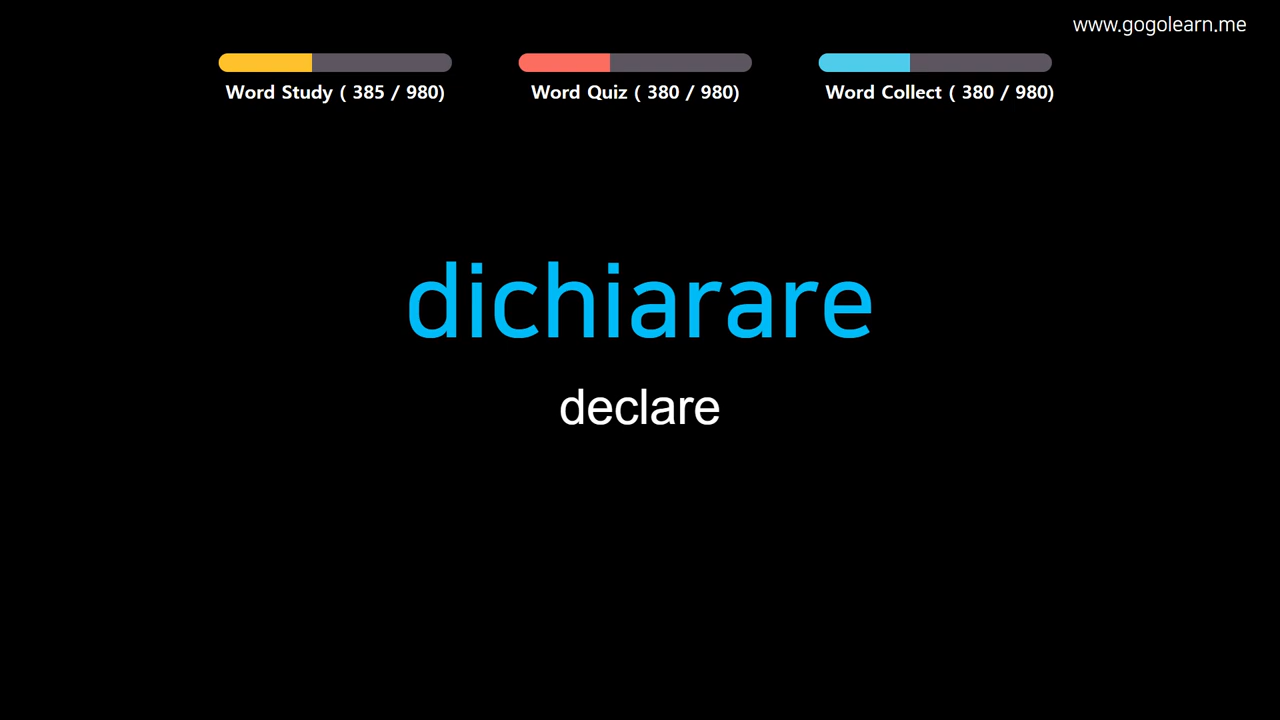 www.gogolearn.me
Word Study ( 385 / 980)
Word Quiz ( 380 / 980)
Word Collect ( 380 / 980)
dichiarare
declare